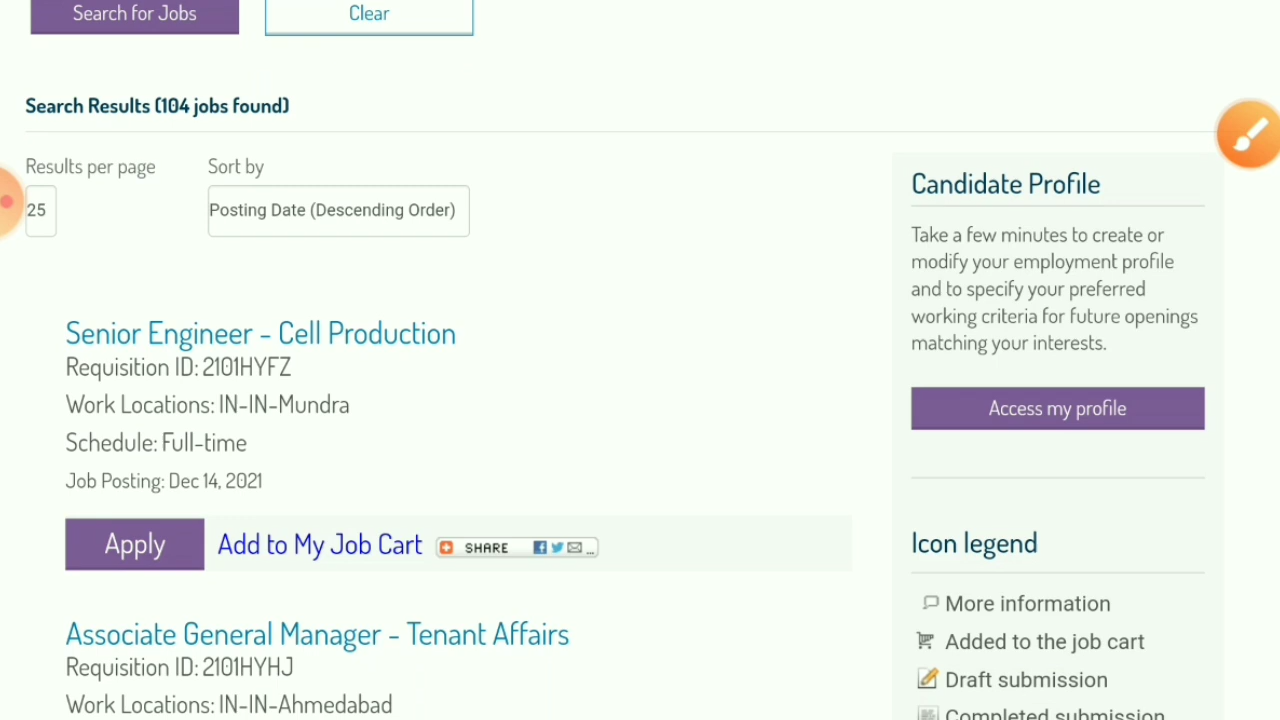 Search for Jobs
Clear
Search Results (104 jobs found)
Results per page
Sort by
25
Posting Date (Descending Order)
Senior Engineer - Cell Production
Requisition ID: 2101HYFZ
Work Locations: IN-IN-Mundra
Schedule: Full-time
Job Posting: Dec 14, 2021
Apply
Add to My Job Cart
SHARE
...
Associate General Manager - Tenant Affairs
Requisition ID: 2101HYHJ
Work Locations: IN-IN-Ahmedabad
Candidate Profile
Take a few minutes to create or
modify your employment profile
and to specify your preferred
working criteria for future openings
matching your interests.
Access my profile
Icon legend
More information
Added to the job cart
Draft submission
Completed submission